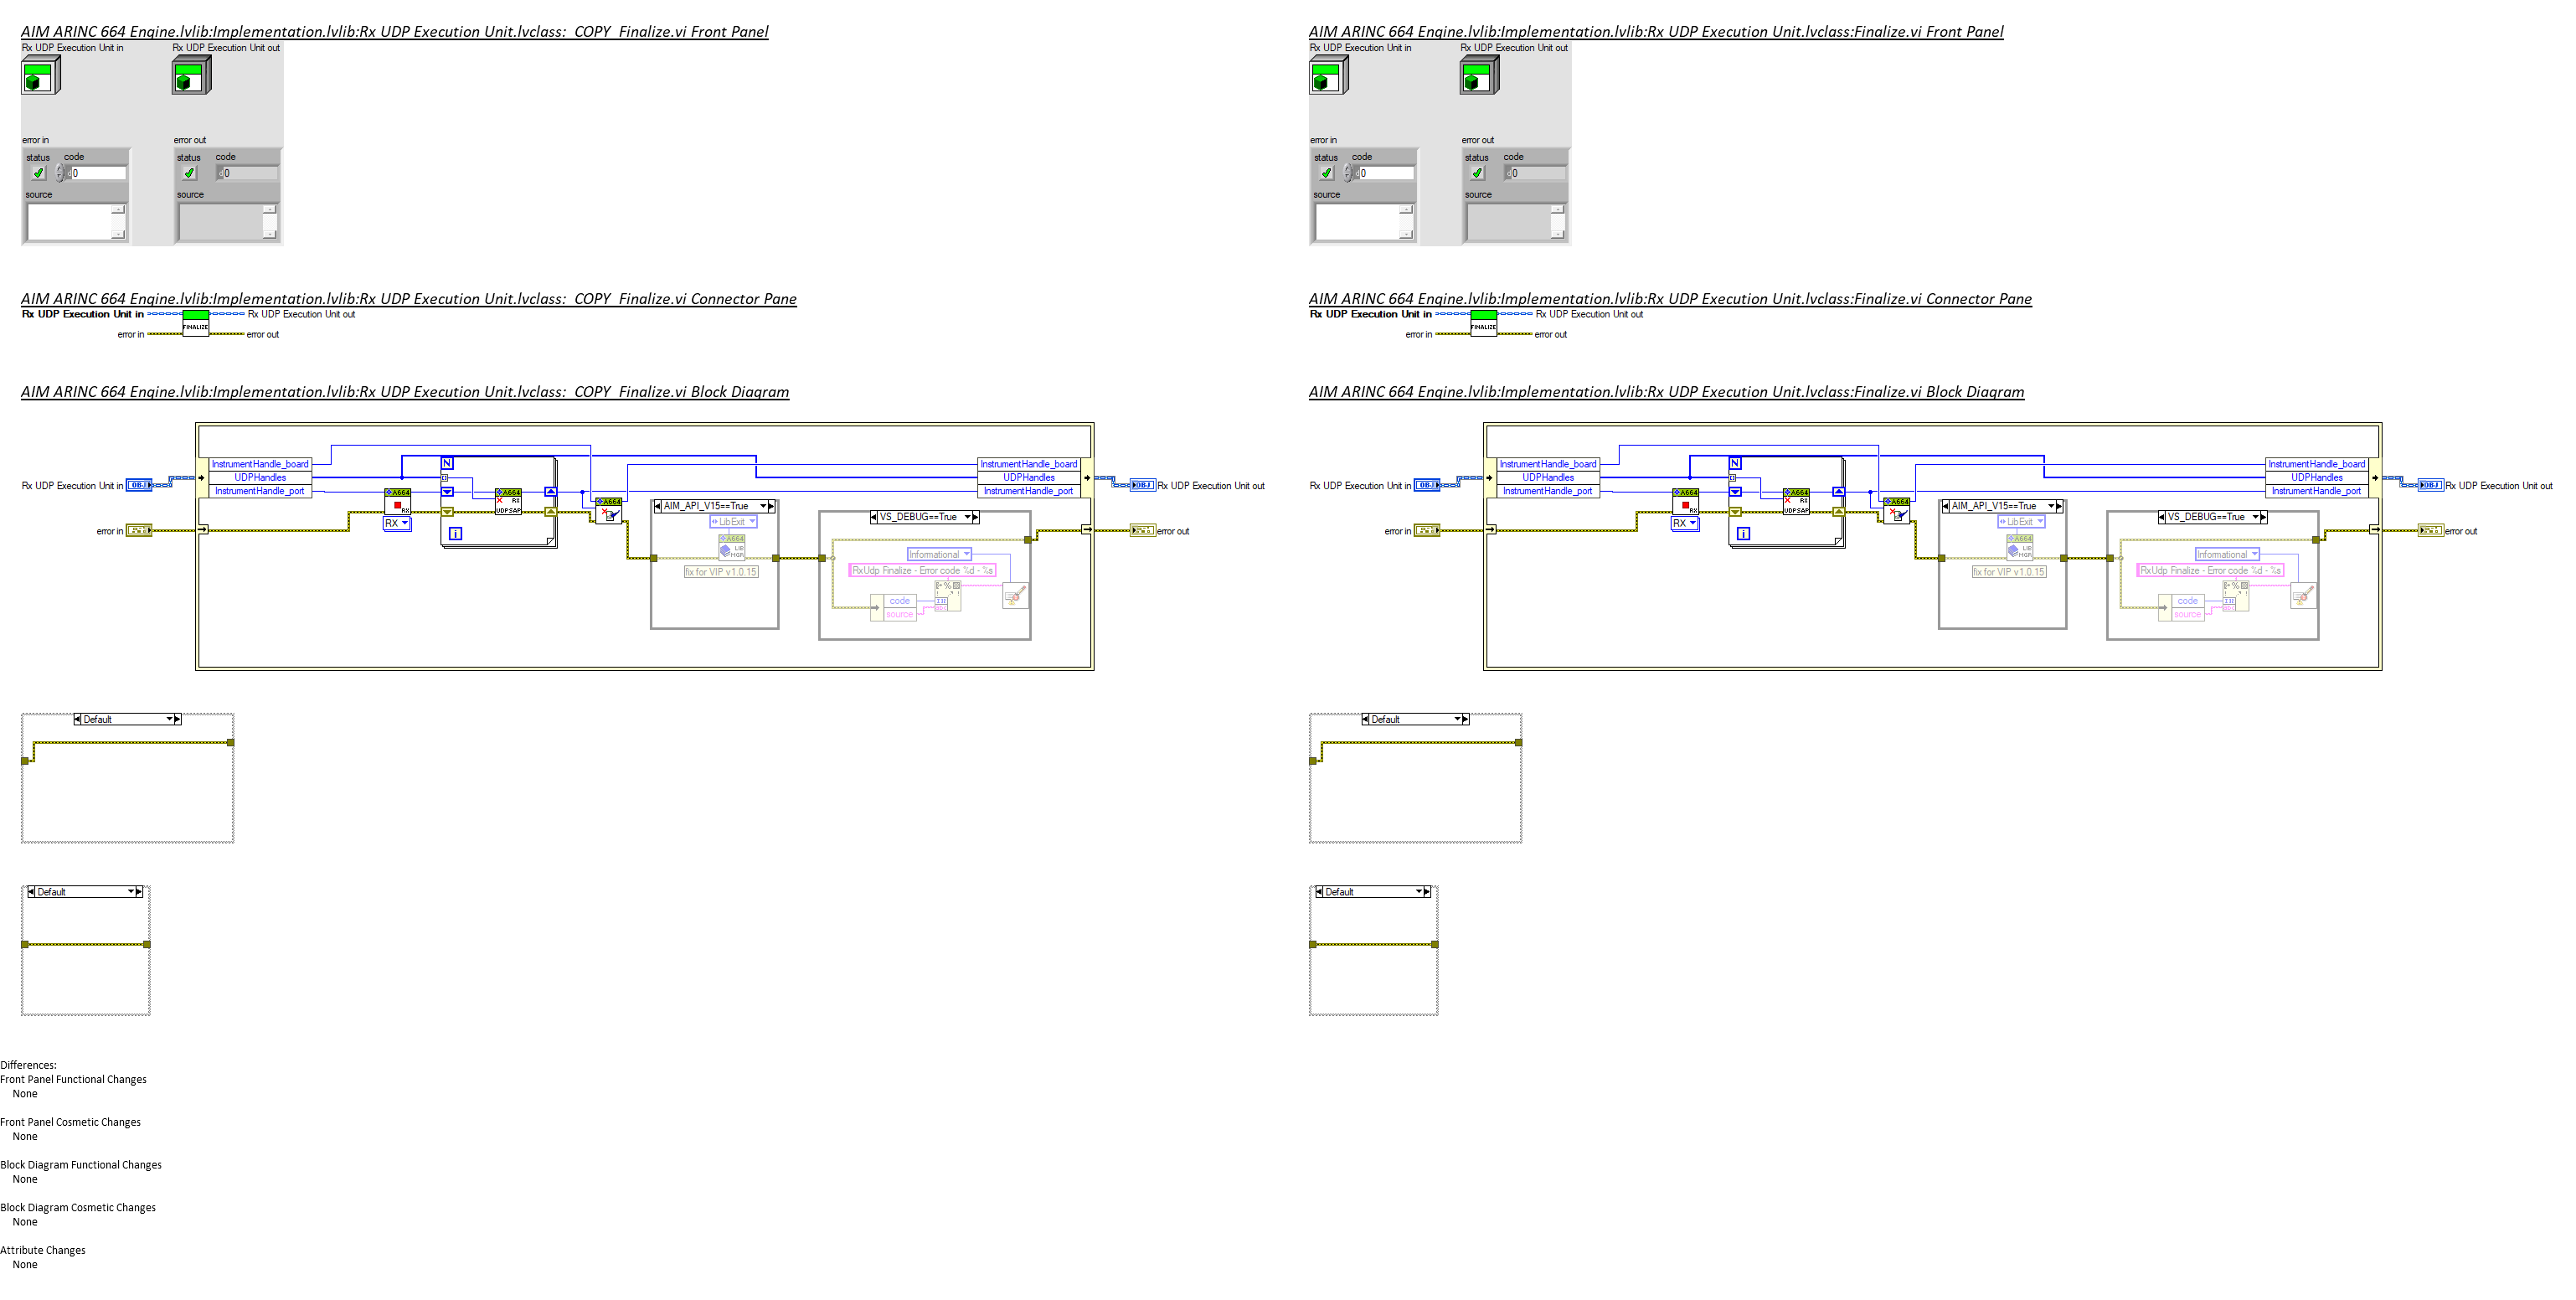 AIM ARINC 664 Engine.lvlib:Implementation.lvlib:Rx UDP Execution Unit.lvclass:_COPY_Finalize.vi Front Panel
Rx UDP Execution Unit in
Rx UDP Execution Unit out
error in
error out
status code
0
status code
0
source
source
AIM ARINC 664 Engine.lvlib:Implementation.lvlib:Rx UDP Execution Unit.lvclass:_COPY_Finalize.vi Connector Pane
Rx UDP Execution Unit in
Rx UDP Execution Unit out
FINALIZE
error in
error out
AIM ARINC 664 Engine.lvlib:Implementation.lvlib:Rx UDP Execution Unit.lvclass:_COPY_Finalize.vi Block Diagram
Rx UDP Execution Unit in
OBJ
error in
InstrumentHandle_board
UDPHandles
InstrumentHandle_port
A664
RX
RX
N
i
A664
RX
UDPSAP
A664
AIM_API_V15==True
LibExit
A664
LIB
MGR
fix for VIP v1.0.15
VS_DEBUG==True
Informational
RxUdp Finalize - Error code %d - %s
code
source
InstrumentHandle_board
UDPHandles
InstrumentHandle_port
OBJ
Rx UDP Execution Unit out
error out
Default
Default
Differences:
Front Panel Functional Changes
None
Front Panel Cosmetic Changes
None
Block Diagram Functional Changes
None
Block Diagram Cosmetic Changes
None
Attribute Changes
None
AIM ARINC 664 Engine.lvlib:Implementation.lvlib:Rx UDP Execution Unit.lvclass:Finalize.vi Front Panel
Rx UDP Execution Unit in
Rx UDP Execution Unit out
error in
error out
status code
0
status code
0
source
source
AIM ARINC 664 Engine.lvlib:Implementation.lvlib:Rx UDP Execution Unit.lvclass:Finalize.vi Connector Pane
Rx UDP Execution Unit in
Rx UDP Execution Unit out
FINALIZE
error in
error out
AIM ARINC 664 Engine.lvlib:Implementation.lvlib:Rx UDP Execution Unit.lvclass:Finalize.vi Block Diagram
Rx UDP Execution Unit in
OBJ
error in
InstrumentHandle_board
UDPHandles
InstrumentHandle_port
A664
RX
RX
N
i
A664
RX
UDPSAP
A664
AIM_API_V15==True
LibExit
A664
LIB
MGR
fix for VIP v1.0.15
VS_DEBUG==True
Informational
RxUdp Finalize - Error code %d - %s
code
source
InstrumentHandle_board
UDPHandles
InstrumentHandle_port
OBJ
Rx UDP Execution Unit out
error out
Default
Default